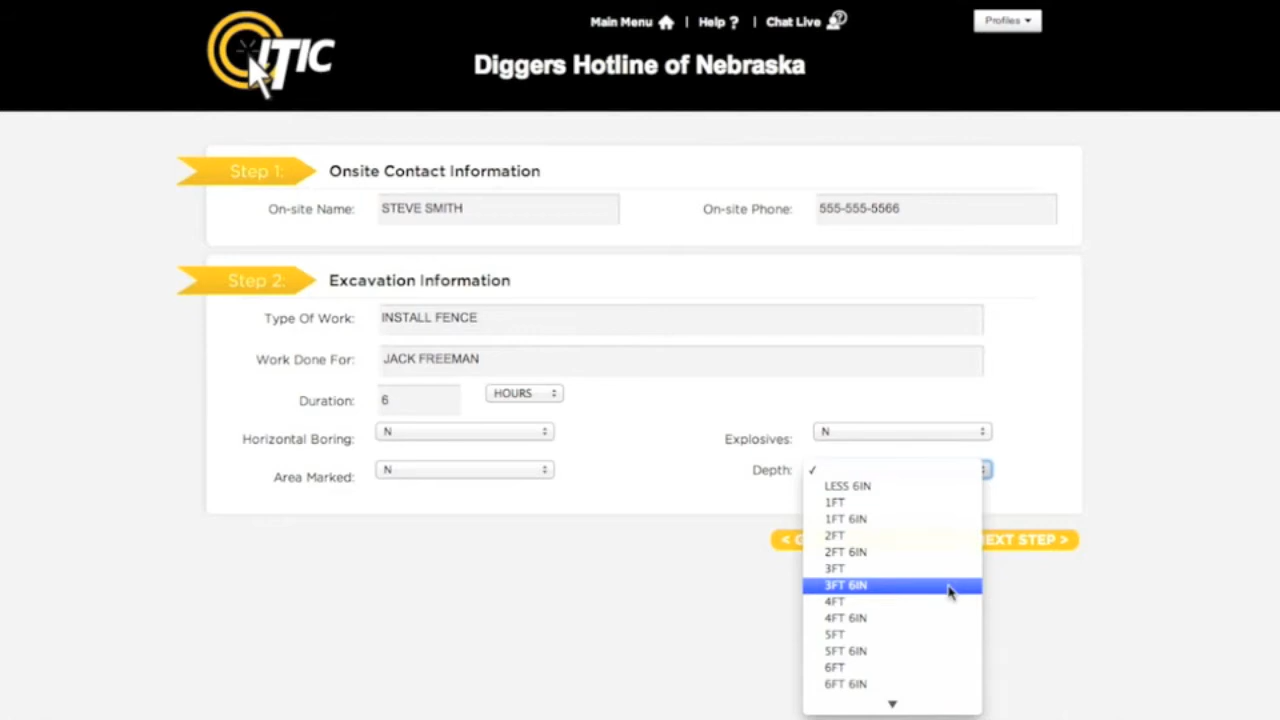 Main Menu | Help ? | Chat Live
Profiles
ITIC
Diggers Hotline of Nebraska
Step 1: Onsite Contact Information
On-site Name: STEVE SMITH On-site Phone: 555-555-5566
Step 2: Excavation Information
Type Of Work: INSTALL FENCE
Work Done For: JACK FREEMAN
Duration: 6 HOURS
Horizontal Boring: N Explosives: N
Area Marked: N Depth: ✓
LESS 6IN
1FT
1FT 6IN
2FT
2FT 6IN
3FT
3FT 6IN
4FT
4FT 6IN
5FT
5FT 6IN
6FT
6FT 6IN
< STEP >